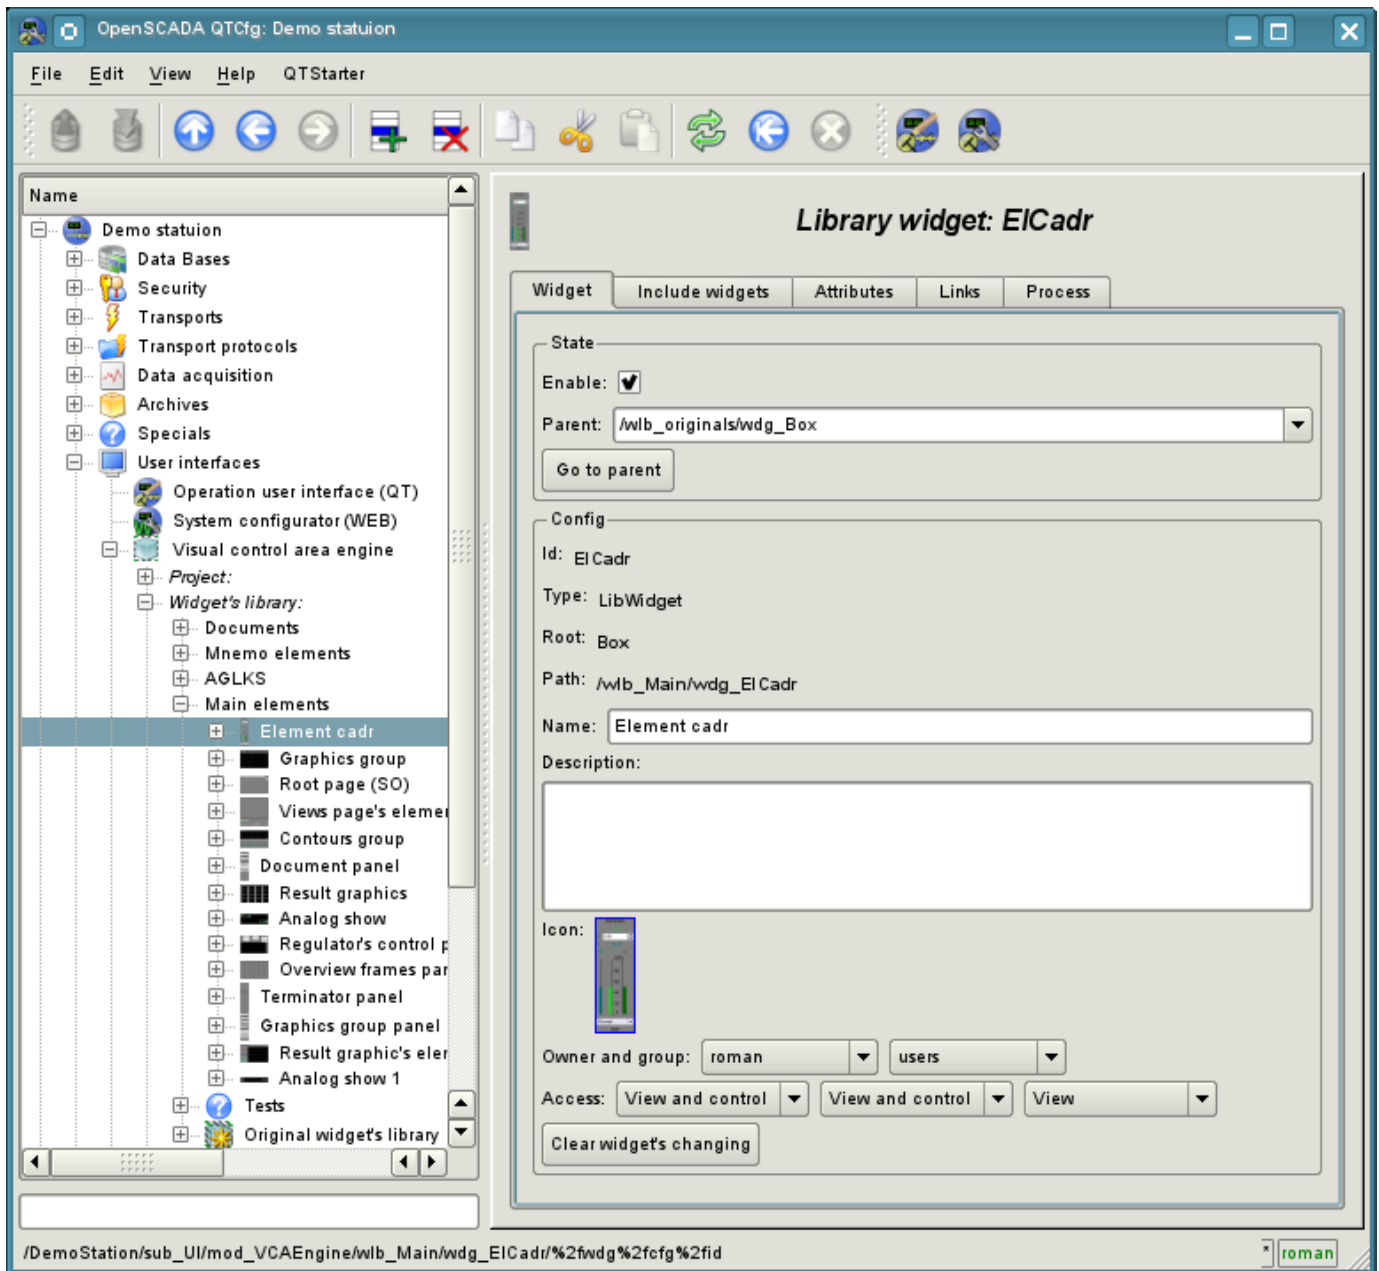 OpenSCADA QTCfg: Demo statuion
File Edit View Help QTStarter
Name
Demo statuion
Data Bases
Security
Transports
Transport protocols
Data acquisition
Archives
Specials
User interfaces
Operation user interface (QT)
System configurator (WEB)
Visual control area engine
Project:
Widget's library:
Documents
Mnemo elements
AGLKS
Main elements
Element cadr
Graphics group
Root page (SO)
Views page's elemer
Contours group
Document panel
Result graphics
Analog show
Regulator's control p
Overview frames par
Terminator panel
Graphics group panel
Result graphic's eler
Analog show 1
Tests
Original widget's library
Library widget: ElCadr
Widget Include widgets Attributes Links Process
State
Enable:
Parent: /wlb_originals/wdg_Box
Go to parent
Config
Id: ElCadr
Type: LibWidget
Root: Box
Path: /wlb_Main/wdg_ElCadr
Name: Element cadr
Description:
Icon:
Owner and group: roman users
Access: View and control View and control View
Clear widget's changing
/DemoStation/sub_UI/mod_VCAEngine/wlb_Main/wdg_ElCadr/%2fwdg%2fcfg%2fid
* roman